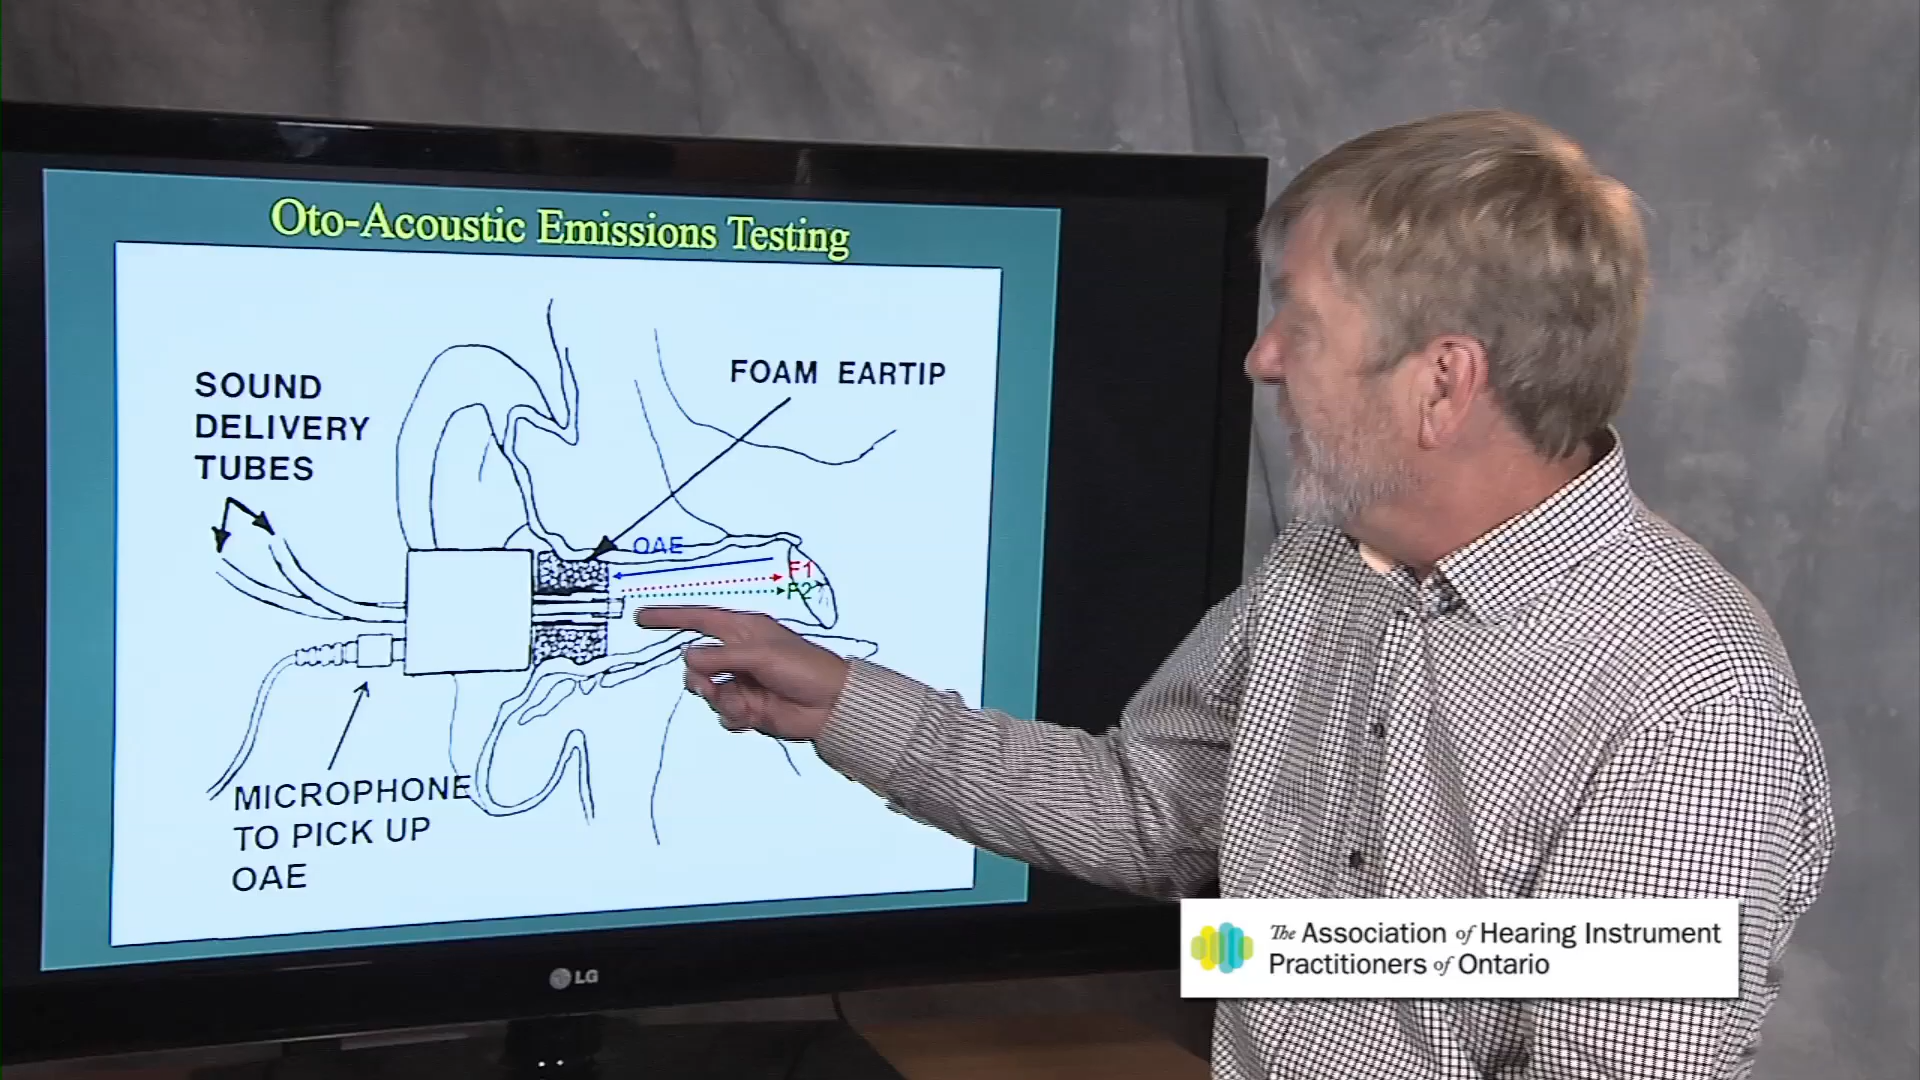 Oto-Acoustic Emissions Testing
SOUND
DELIVERY
TUBES
FOAM EARTIP
OAE
F1
F2
MICROPHONE
TO PICK UP
OAE
LG
The Association of Hearing Instrument
Practitioners of Ontario